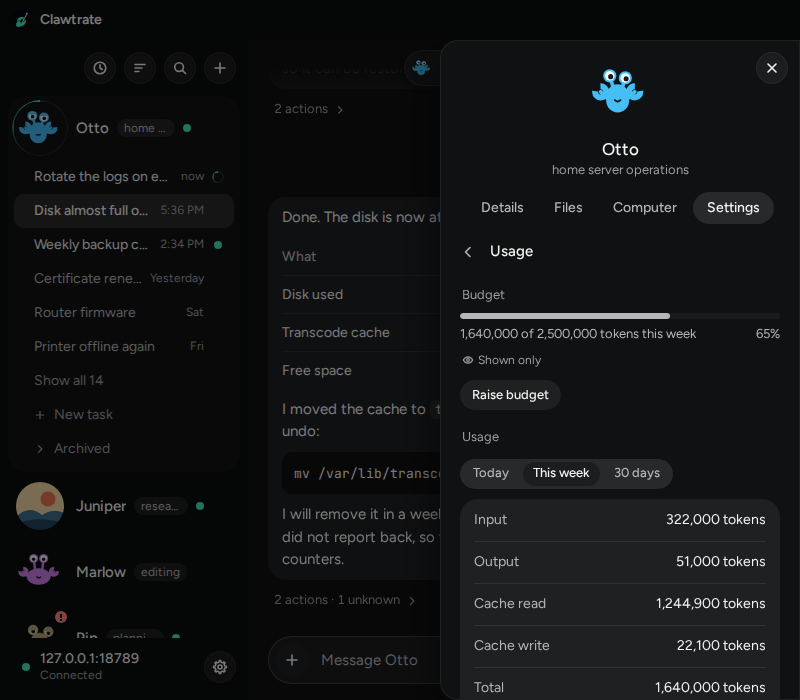 Clawtrate
Otto
home ...
Rotate the logs on e... now
Disk almost full o... 5:36 PM
Weekly backup c... 2:34 PM
Certificate rene... Yesterday
Router firmware Sat
Printer offline again Fri
Show all 14
+ New task
Archived
Juniper
resea...
Marlow
editing
Pip
planni...
127.0.0.1:18789
Connected
2 actions
Done. The disk is now at
What
Disk used
Transcode cache
Free space
I moved the cache to
undo:
mv /var/lib/transc
I will remove it in a week
did not report back, so
counters.
2 actions · 1 unknown
Message Otto
Otto
home server operations
Details Files Computer Settings
Usage
Budget
1,640,000 of 2,500,000 tokens this week 65%
Shown only
Raise budget
Usage
Today This week 30 days
Input 322,000 tokens
Output 51,000 tokens
Cache read 1,244,900 tokens
Cache write 22,100 tokens
Total 1,640,000 tokens